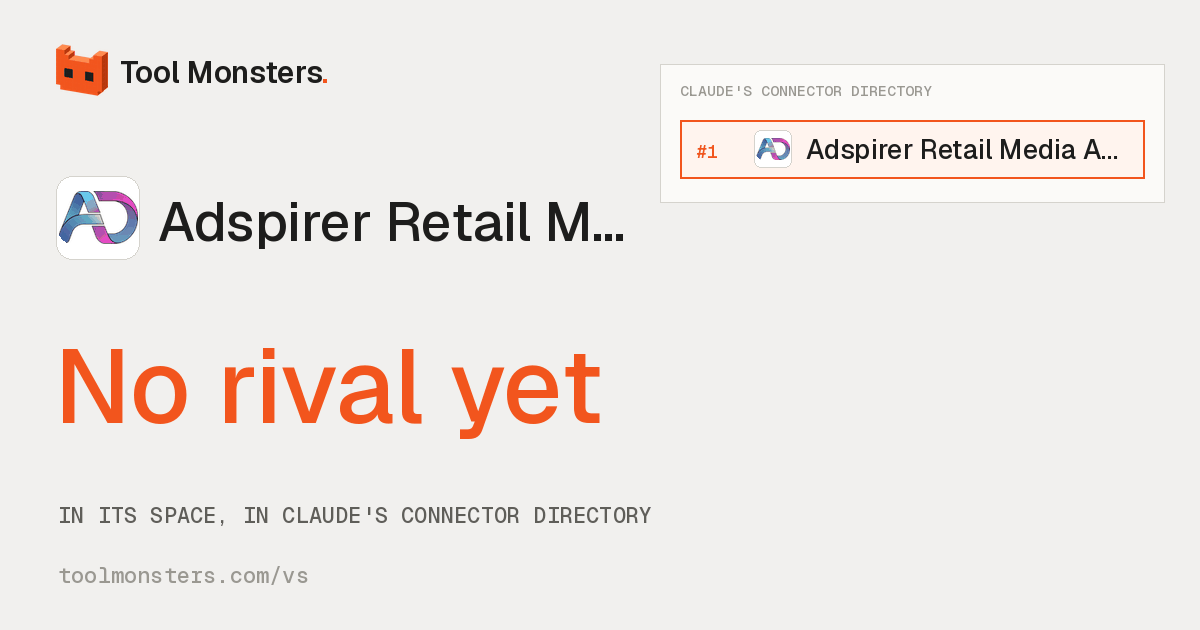 Tool Monsters.
CLAUDE'S CONNECTOR DIRECTORY
#1 Adspirer Retail Media A...
Adspirer Retail M...
No rival yet
IN ITS SPACE, IN CLAUDE'S CONNECTOR DIRECTORY
toolmonsters.com/vs